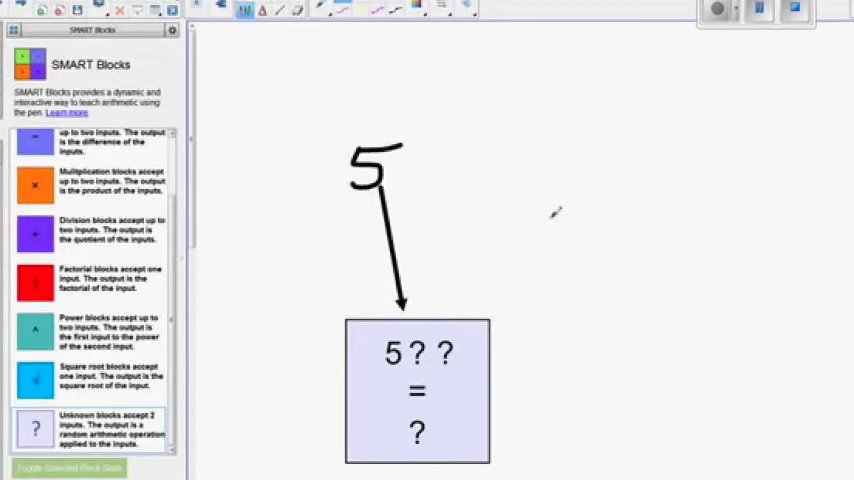 SMART Blocks
SMART Blocks
SMART Blocks provides a dynamic and
interactive way to teach arithmetic using
the pen. Learn more
−
up to two inputs. The output
is the difference of the
inputs.
×
Multiplication blocks accept
up to two inputs. The output
is the product of the inputs.
÷
Division blocks accept up
to two inputs. The output is
the quotient of the inputs.
!
Factorial blocks accept one
input. The output is the
factorial of the input.
^
Power blocks accept up to
two inputs. The output is
the first input to the power
of the second input.
√
Square root blocks accept
one input. The output is the
square root of the input.
?
Unknown blocks accept 2
inputs. The output is a
random arithmetic operation
applied to the inputs.
Toggle Selected Block State
5
5 ? ?
=
?